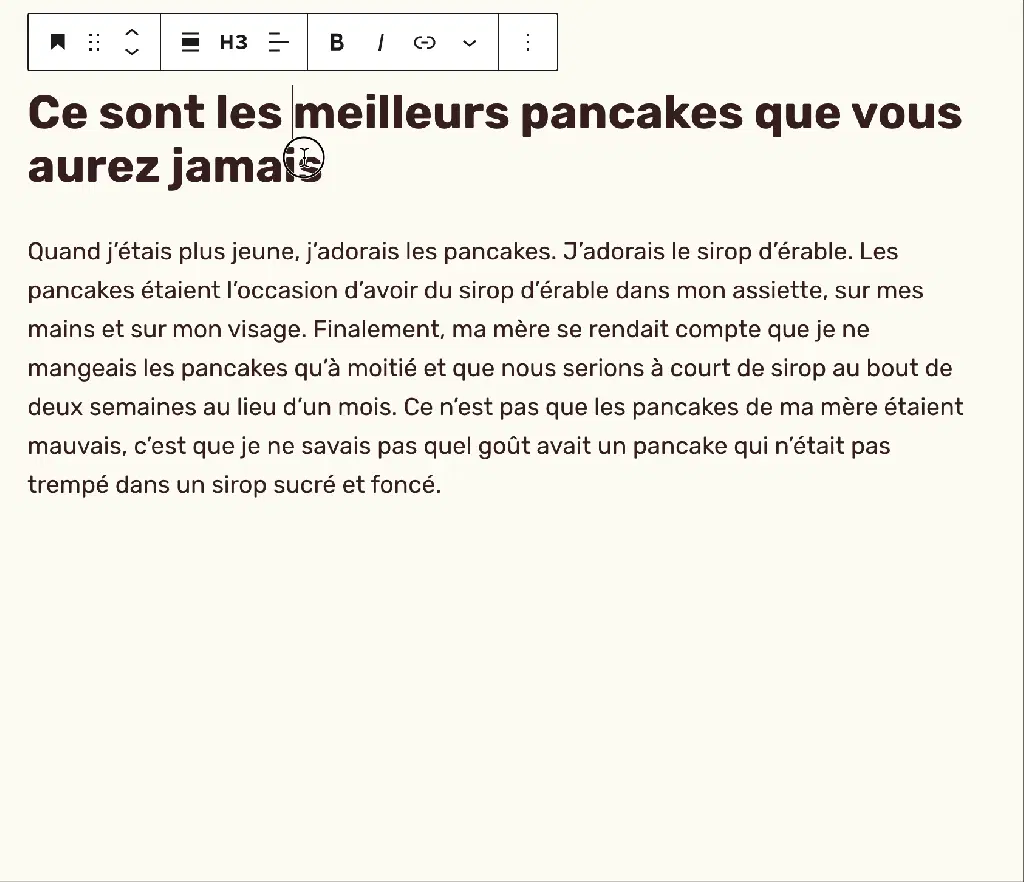 H3 B I
Ce sont les meilleurs pancakes que vous
aurez jamais
Quand j’étais plus jeune, j’adorais les pancakes. J’adorais le sirop d’érable. Les
pancakes étaient l’occasion d’avoir du sirop d’érable dans mon assiette, sur mes
mains et sur mon visage. Finalement, ma mère se rendait compte que je ne
mangeais les pancakes qu’à moitié et que nous serions à court de sirop au bout de
deux semaines au lieu d’un mois. Ce n’est pas que les pancakes de ma mère étaient
mauvais, c’est que je ne savais pas quel goût avait un pancake qui n’était pas
trempé dans un sirop sucré et foncé.